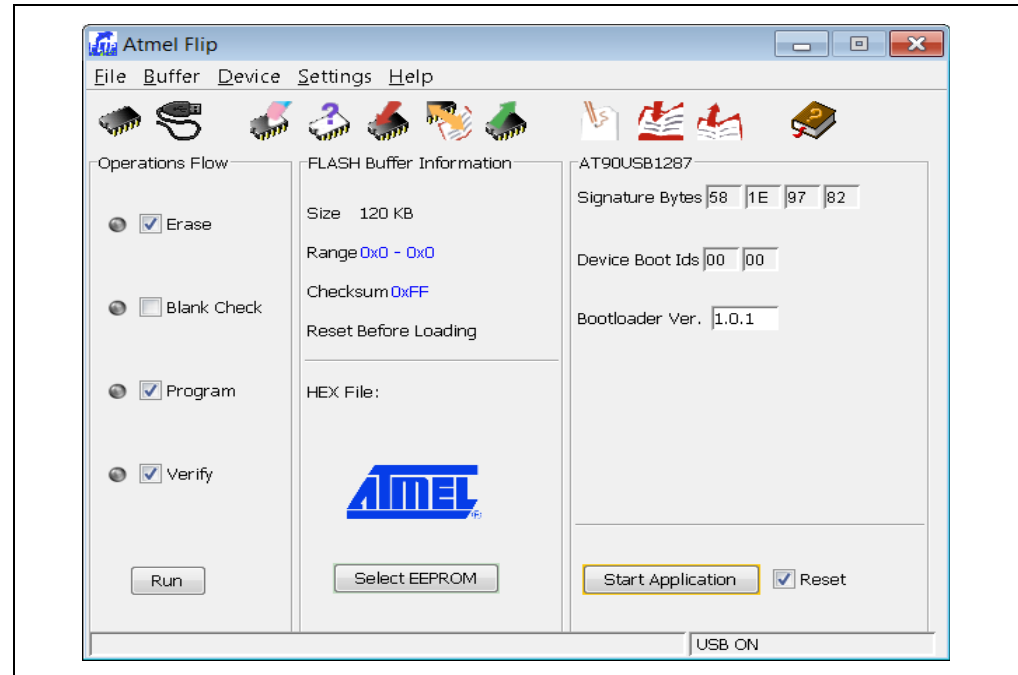 Atmel Flip
File Buffer Device Settings Help
Operations Flow
Erase
Blank Check
Program
Verify
Run
FLASH Buffer Information
Size 120 KB
Range 0x0 - 0x0
Checksum 0xFF
Reset Before Loading
HEX File:
ATMEL
®
Select EEPROM
AT90USB1287
Signature Bytes 58 1E 97 82
Device Boot Ids 00 00
Bootloader Ver. 1.0.1
Start Application Reset
USB ON